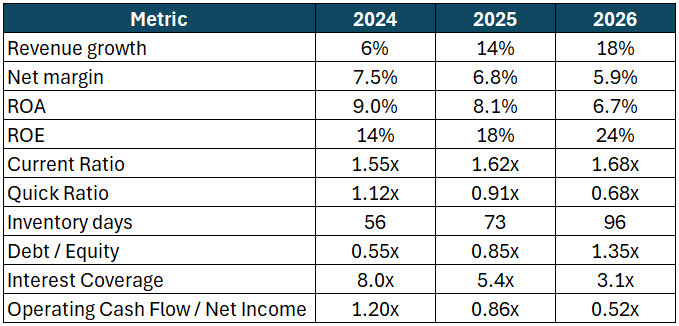 Metric 2024 2025 2026
Revenue growth 6% 14% 18%
Net margin 7.5% 6.8% 5.9%
ROA 9.0% 8.1% 6.7%
ROE 14% 18% 24%
Current Ratio 1.55x 1.62x 1.68x
Quick Ratio 1.12x 0.91x 0.68x
Inventory days 56 73 96
Debt / Equity 0.55x 0.85x 1.35x
Interest Coverage 8.0x 5.4x 3.1x
Operating Cash Flow / Net Income 1.20x 0.86x 0.52x